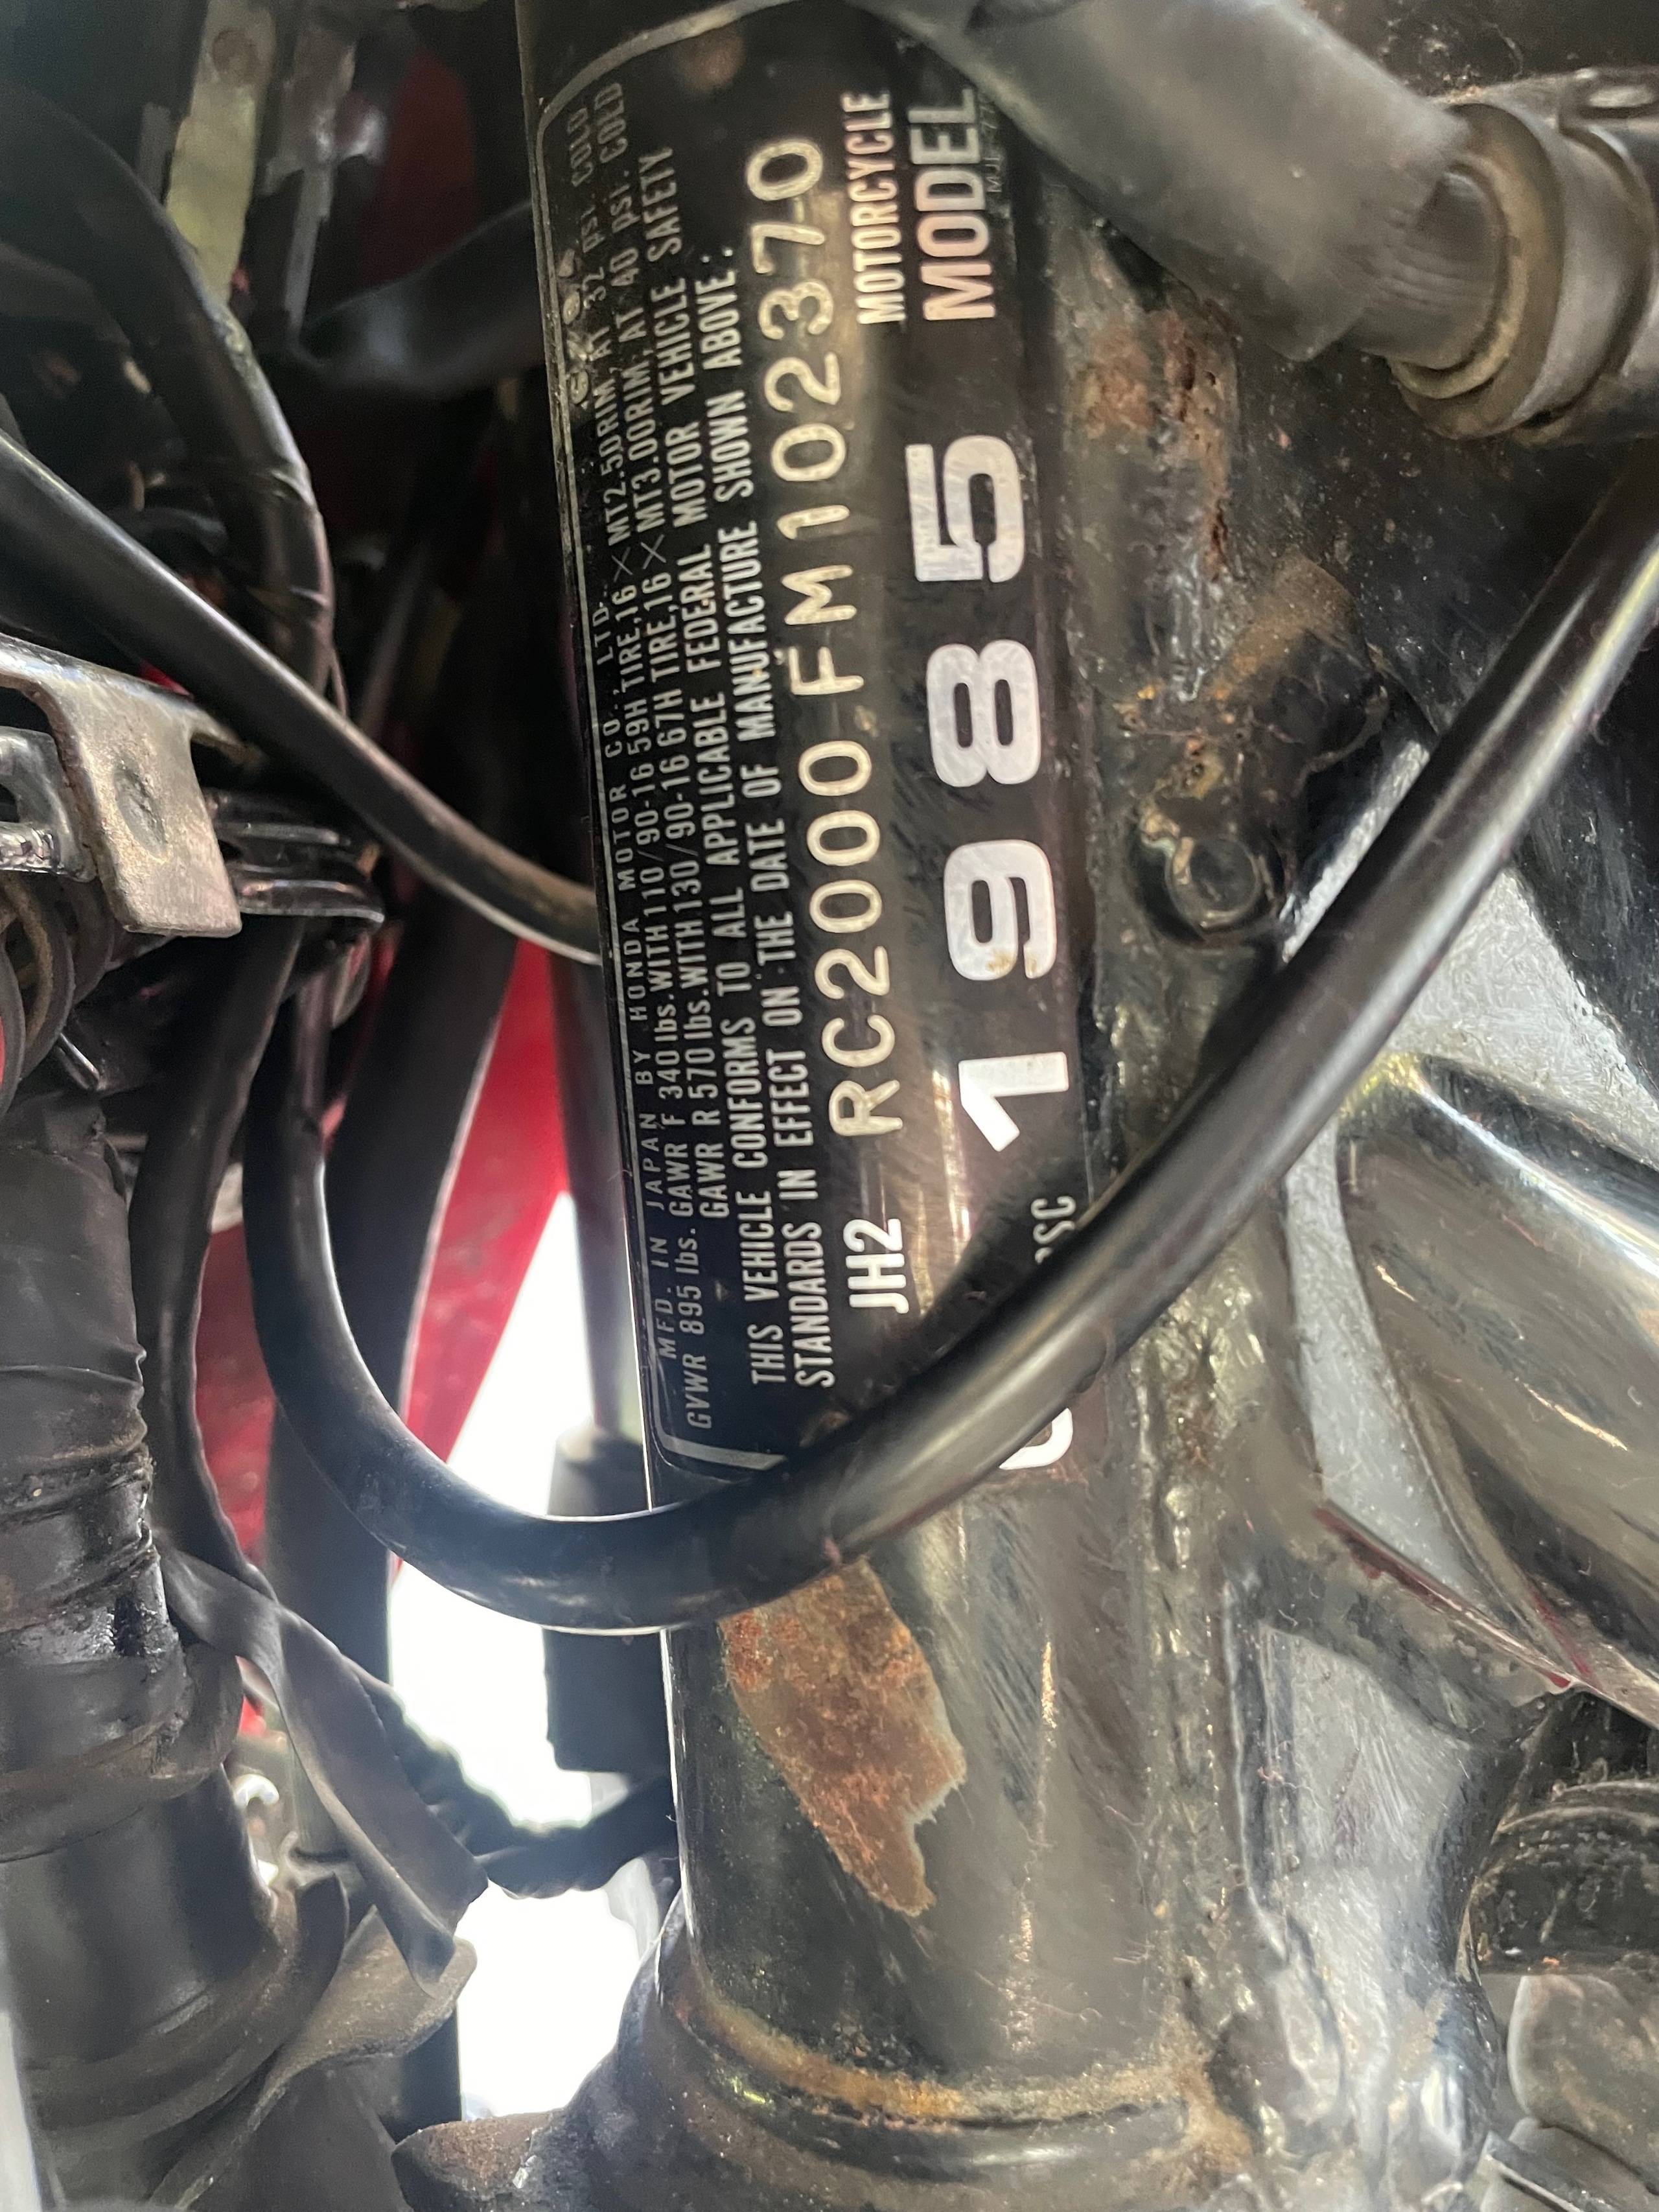 MFD. IN JAPAN BY HONDA MOTOR CO., LTD.
GVWR 895 lbs. GAWR F 340 lbs. WITH 110/90-16 59H TIRE, 16 × MT2.50 RIM, AT 32 psi. COLD
GAWR R 570 lbs. WITH 130/90-16 67H TIRE, 16 × MT3.00 RIM, AT 40 psi. COLD
THIS VEHICLE CONFORMS TO ALL APPLICABLE FEDERAL MOTOR VEHICLE SAFETY
STANDARDS IN EFFECT ON THE DATE OF MANUFACTURE SHOWN ABOVE:
JH2 RC2000FM102370
MOTORCYCLE
1985 MODEL